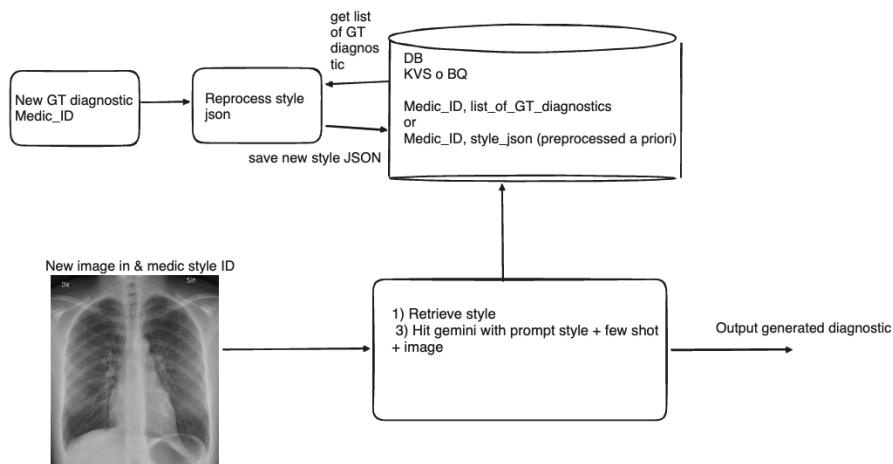 get list
of GT
diagnos
tic
DB
KVS o BQ
Medic_ID, list_of_GT_diagnostics
or
Medic_ID, style_json (preprocessed a priori)
New GT diagnostic
Medic_ID
Reprocess style
json
save new style JSON
New image in & medic style ID
Dx
Sin
1) Retrieve style
3) Hit gemini with prompt style + few shot
+ image
Output generated diagnostic